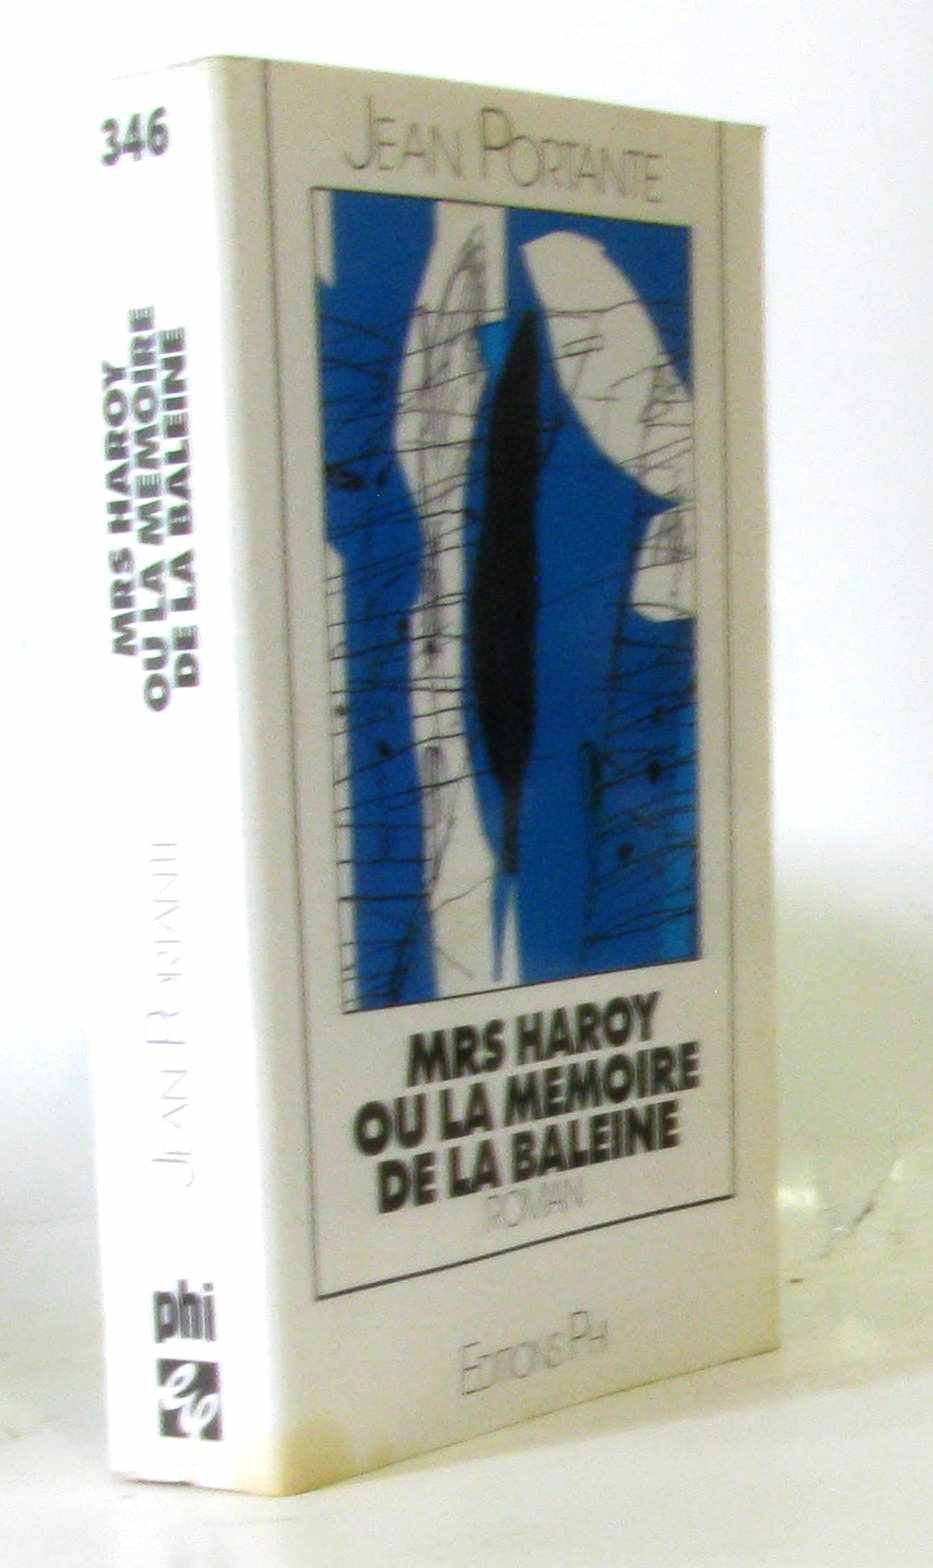 346
MRS HAROY
OU LA MEMOIRE
DE LA BALEINE
JEAN PORTANTE
phi
JEAN PORTANTE
MRS HAROY
OU LA MEMOIRE
DE LA BALEINE
ROMAN
EDITIONS PHI